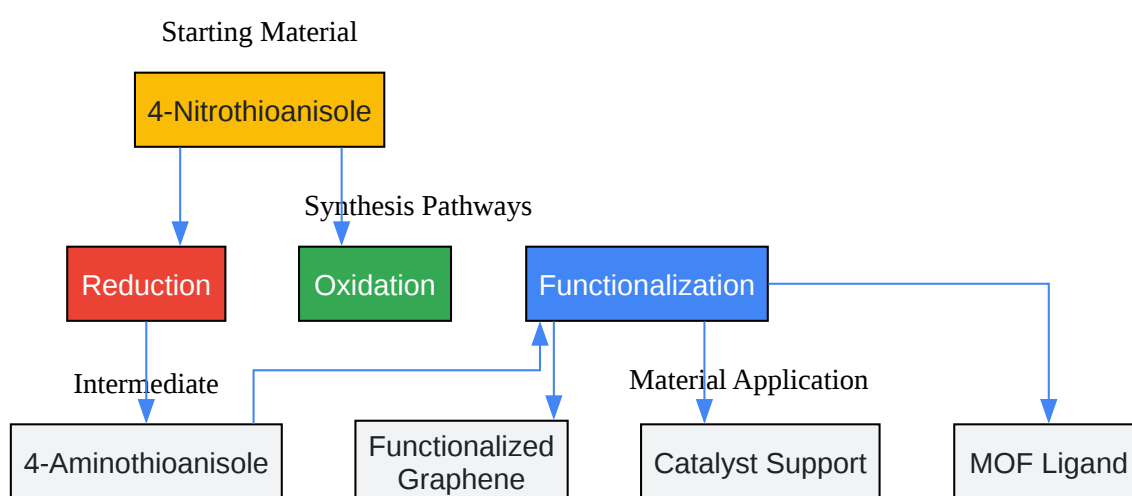 Starting Material
4-Nitrothioanisole
Synthesis Pathways
Reduction
Oxidation
Functionalization
Intermediate
Material Application
4-Aminothioanisole
Functionalized
Graphene
Catalyst Support
MOF Ligand